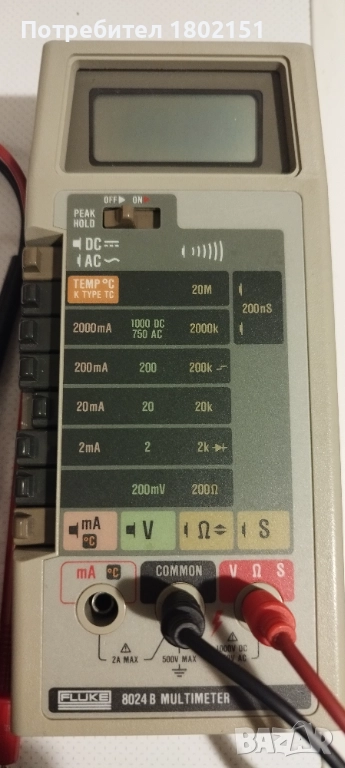 Потребител 1802151
OFF▶ ON▶
PEAK HOLD
DC
AC
TEMP °C
K TYPE TC
20M
200nS
2000mA 1000 DC 750 AC 2000k
200mA 200 200k
20mA 20 20k
2mA 2 2k
200mV 200Ω
mA °C V Ω S
mA °C COMMON V Ω S
2A MAX 500V MAX 1000V DC
FLUKE 8024 B MULTIMETER
BAZAR